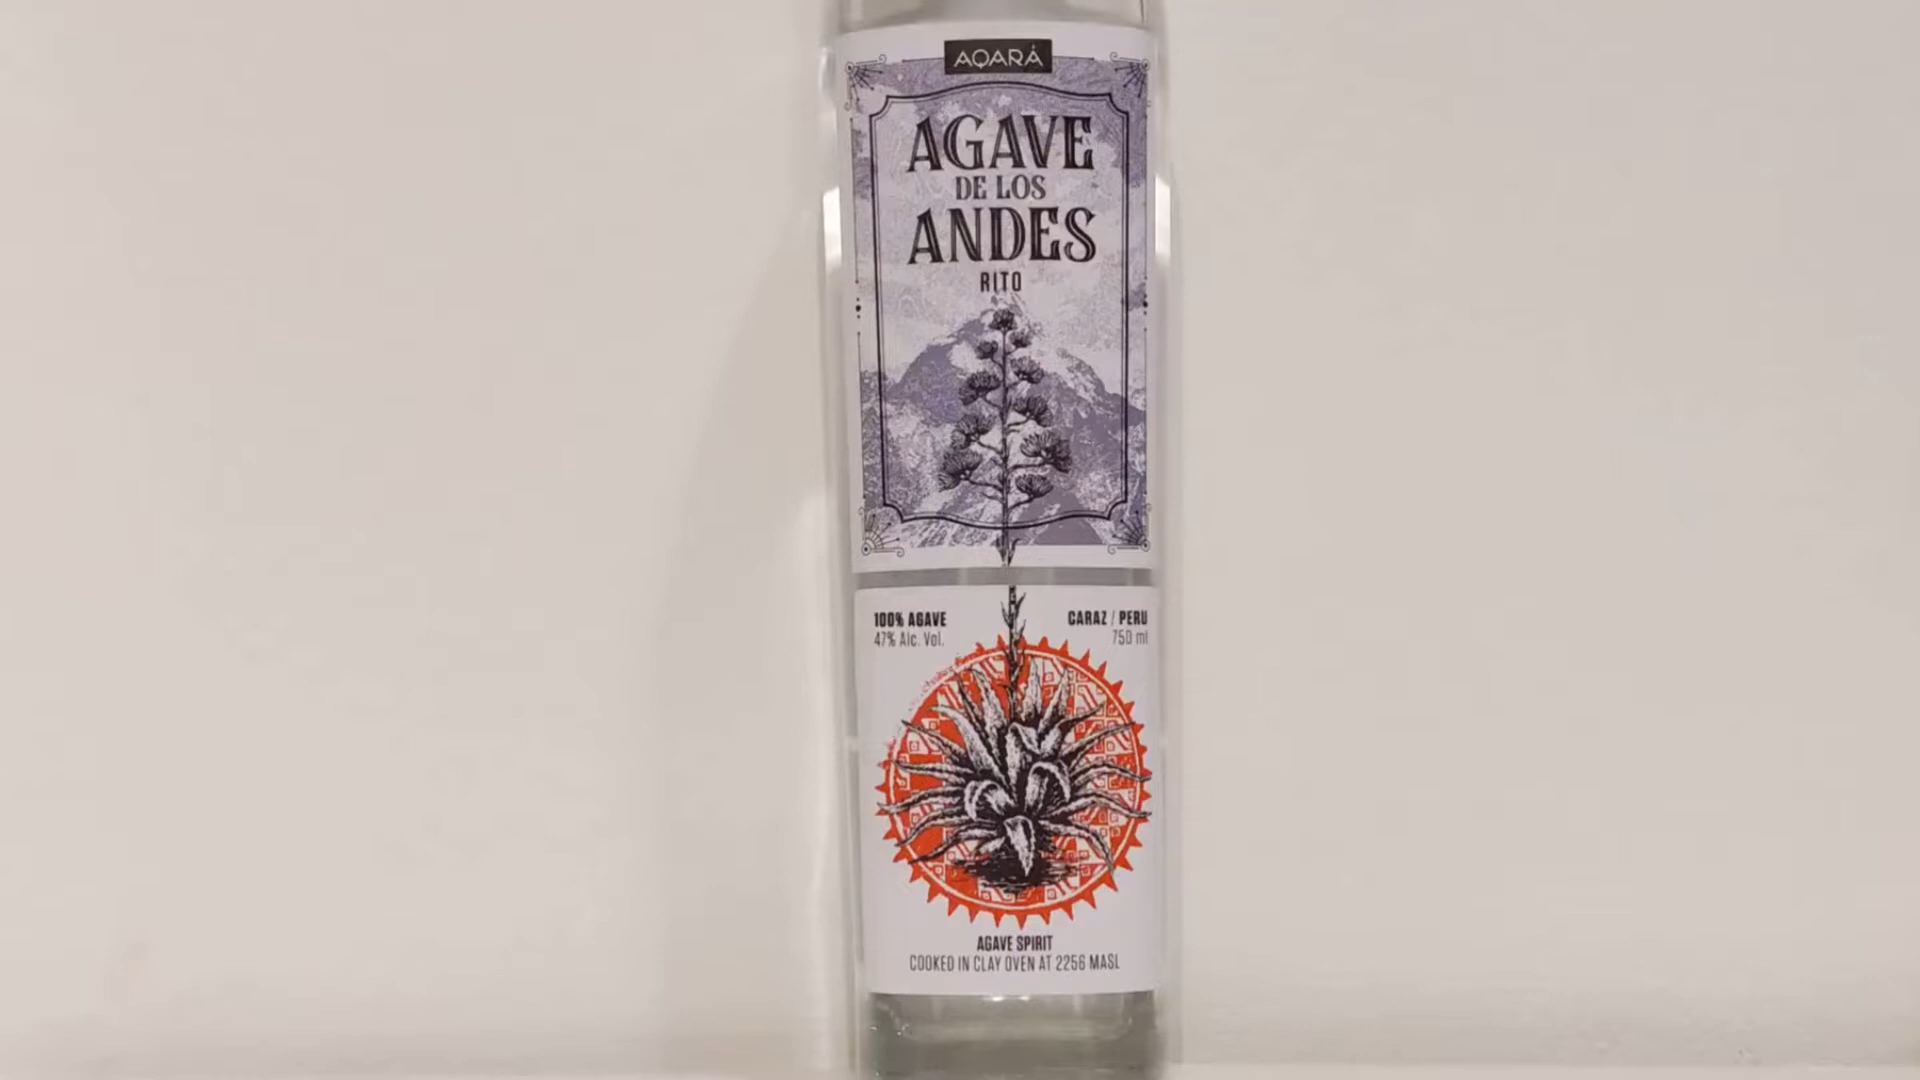 AQARÁ
AGAVE
DE LOS
ANDES
RITO
100% AGAVE
47% Alc. Vol.
CARAZ / PERU
750 ml
AGAVE SPIRIT
COOKED IN CLAY OVEN AT 2256 MASL